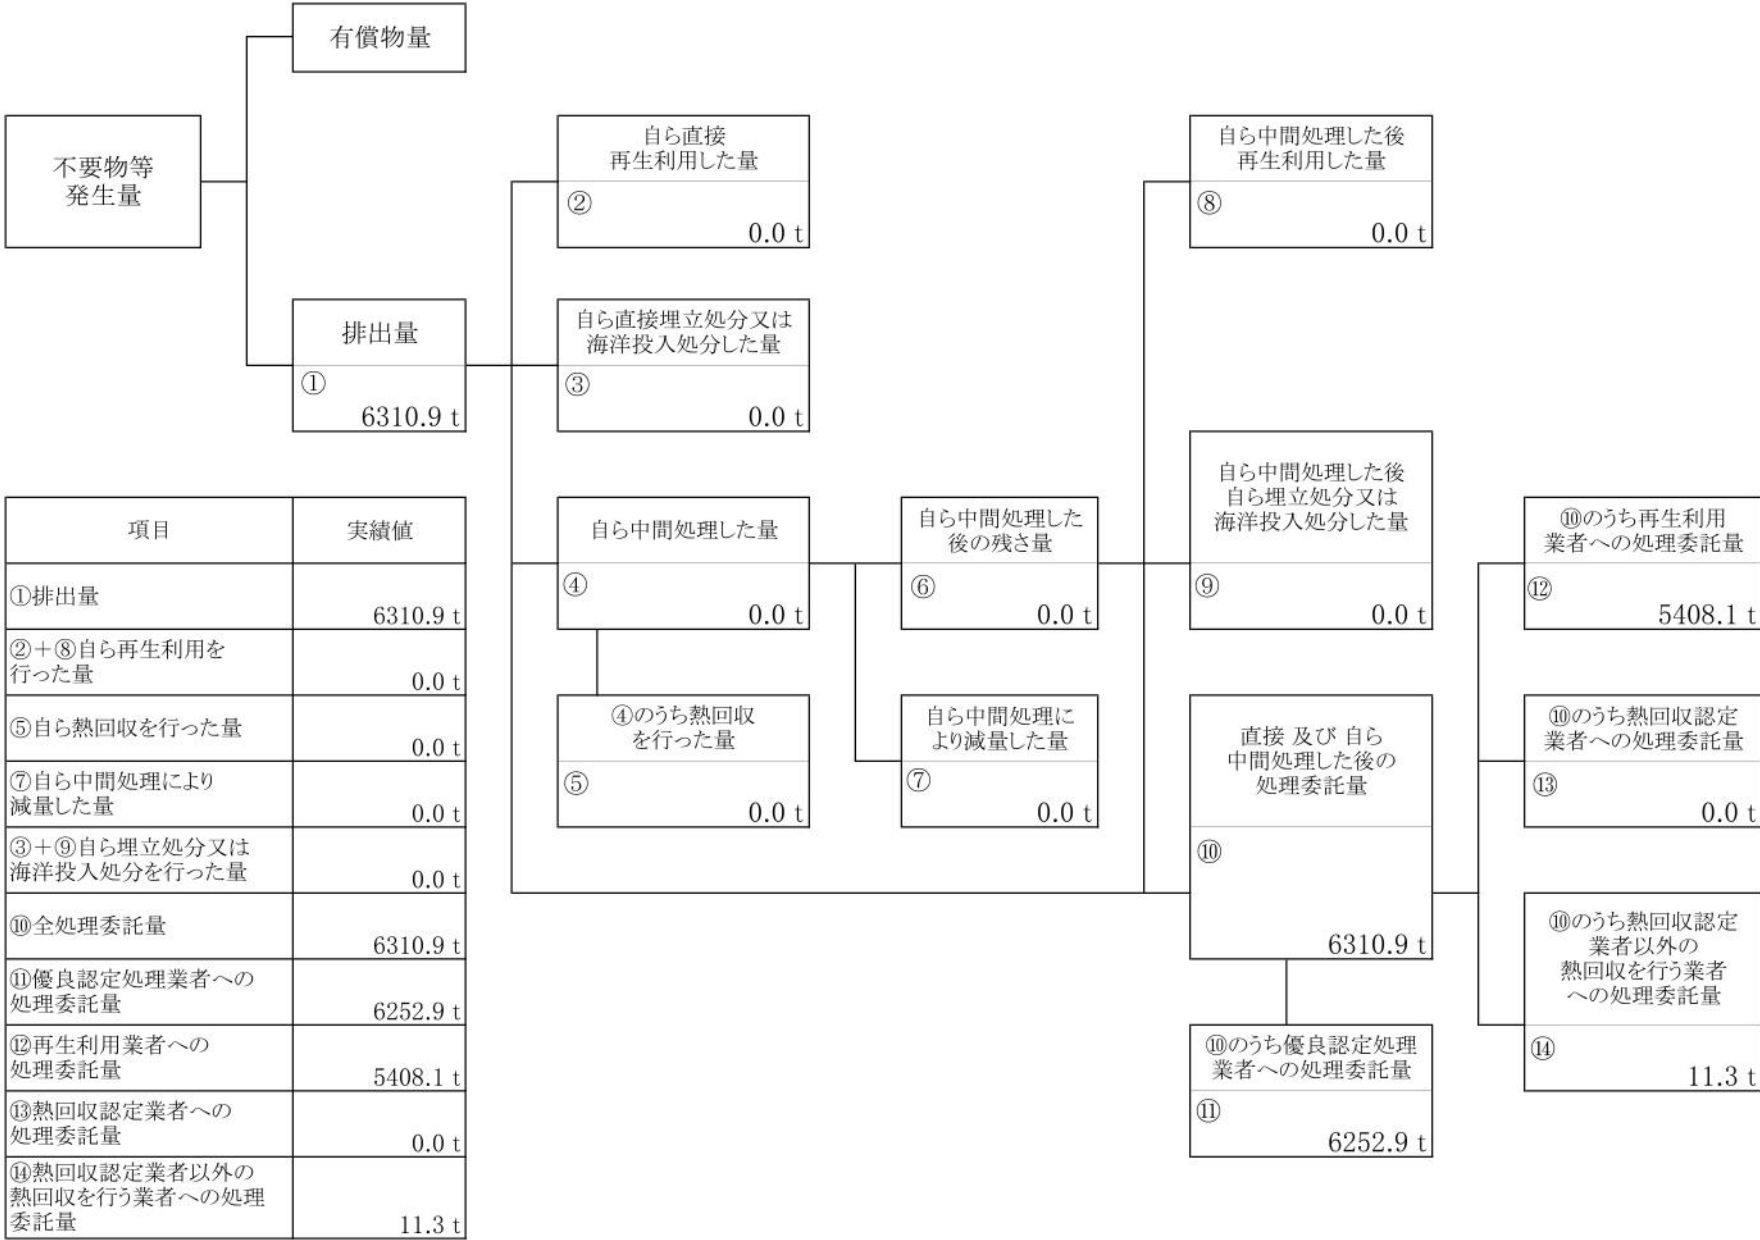 有償物量
不要物等
発生量
自ら直接
再生利用した量
②
0.0 t
自ら中間処理した後
再生利用した量
⑧
0.0 t
排出量
①
6310.9 t
自ら直接埋立処分又は
海洋投入処分した量
③
0.0 t
自ら中間処理した量
④
0.0 t
自ら中間処理した
後の残さ量
⑥
0.0 t
自ら中間処理した後
自ら埋立処分又は
海洋投入処分した量
⑨
0.0 t
⑩のうち再生利用
業者への処理委託量
⑫
5408.1 t
④のうち熱回収
を行った量
⑤
0.0 t
自ら中間処理に
より減量した量
⑦
0.0 t
直接 及び 自ら
中間処理した後の
処理委託量
⑩
6310.9 t
⑩のうち熱回収認定
業者への処理委託量
⑬
0.0 t
⑩のうち熱回収認定
業者以外の
熱回収を行う業者
への処理委託量
⑭
11.3 t
⑩のうち優良認定処理
業者への処理委託量
⑪
6252.9 t
項目 実績値
①排出量
6310.9 t
②＋⑧自ら再生利用を
行った量
0.0 t
⑤自ら熱回収を行った量
0.0 t
⑦自ら中間処理により
減量した量
0.0 t
③＋⑨自ら埋立処分又は
海洋投入処分を行った量
0.0 t
⑩全処理委託量
6310.9 t
⑪優良認定処理業者への
処理委託量
6252.9 t
⑫再生利用業者への
処理委託量
5408.1 t
⑬熱回収認定業者への
処理委託量
0.0 t
⑭熱回収認定業者以外の
熱回収を行う業者への処理
委託量
11.3 t